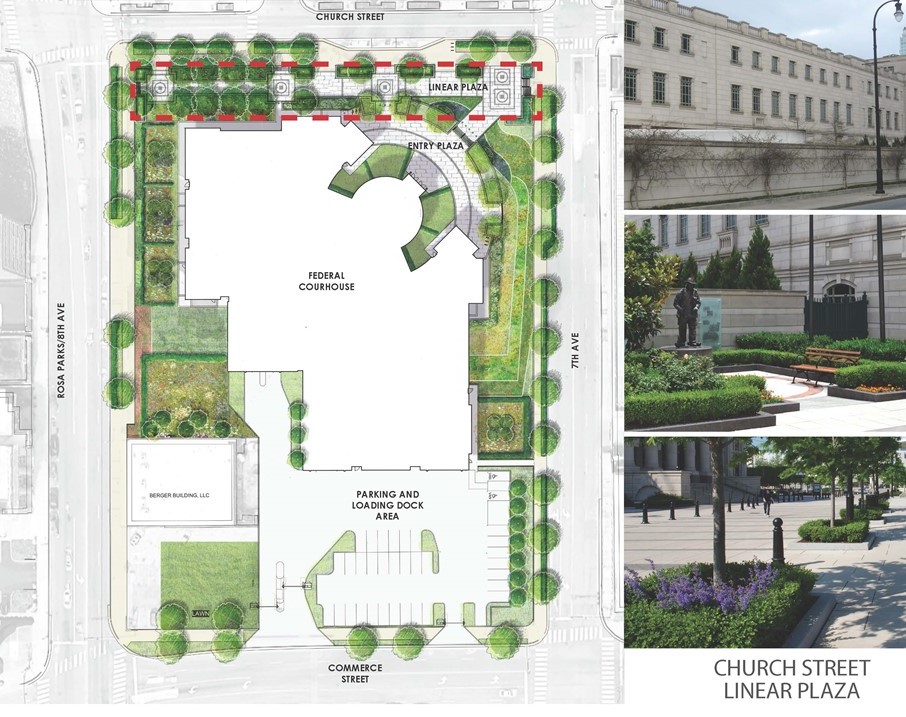 CHURCH STREET
LINEAR PLAZA
ENTRY PLAZA
FEDERAL
COURHOUSE
ROSA PARKS/8TH AVE
7TH AVE
BERGER BUILDING, LLC
PARKING AND
LOADING DOCK
AREA
LAWN
COMMERCE
STREET
CHURCH STREET
LINEAR PLAZA